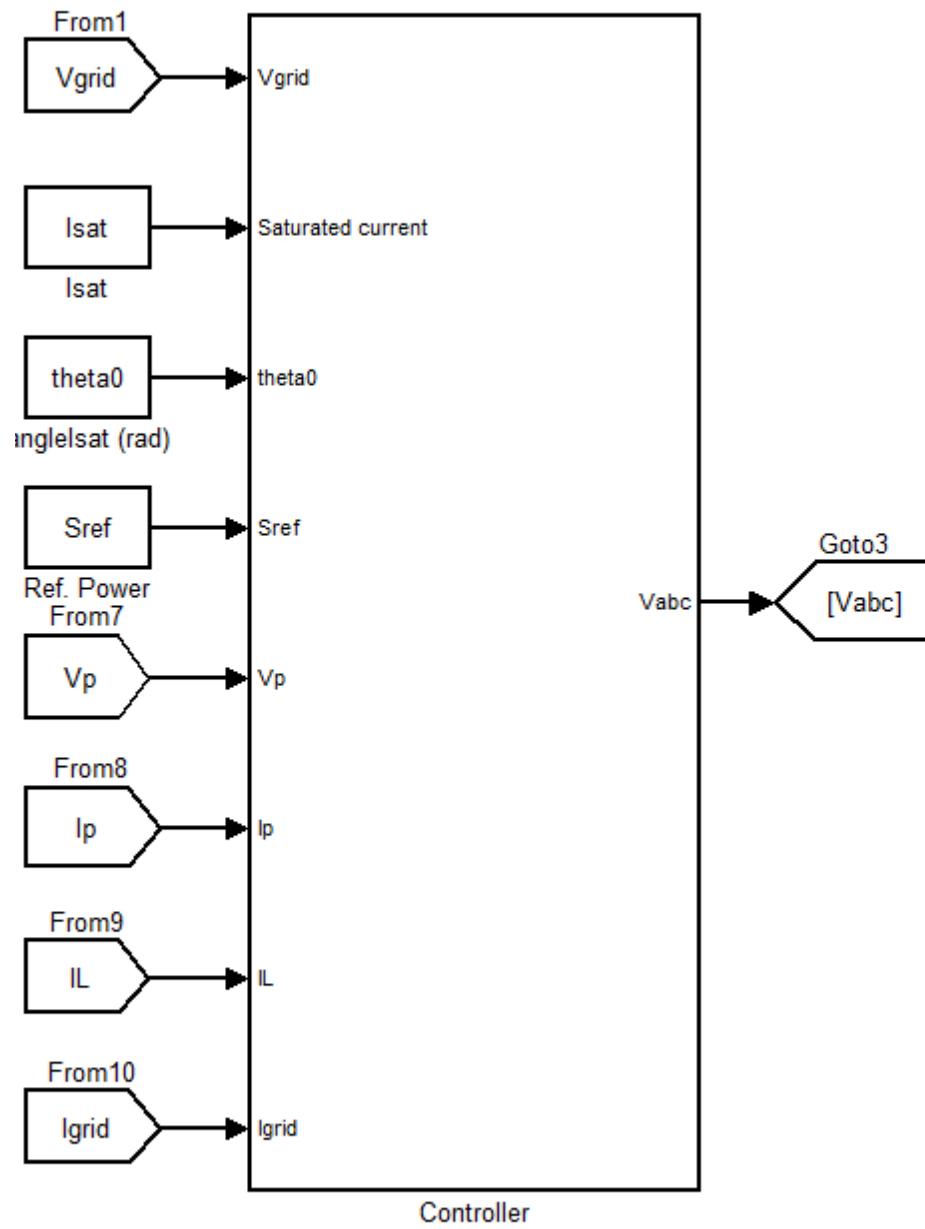 From1
Vgrid
Vgrid
Isat
Saturated current
Isat
theta0
theta0
anglelsat (rad)
Sref
Sref
Ref. Power
Goto3
Vabc
[Vabc]
From7
Vp
Vp
From8
Ip
Ip
From9
IL
IL
From10
Igrid
Igrid
Controller